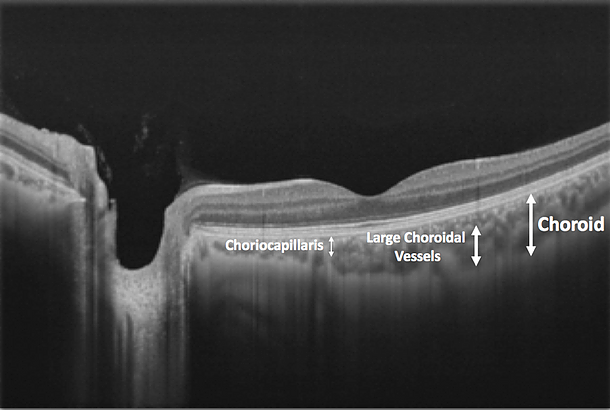 Choriocapillaris
Large Choroidal
Vessels
Choroid